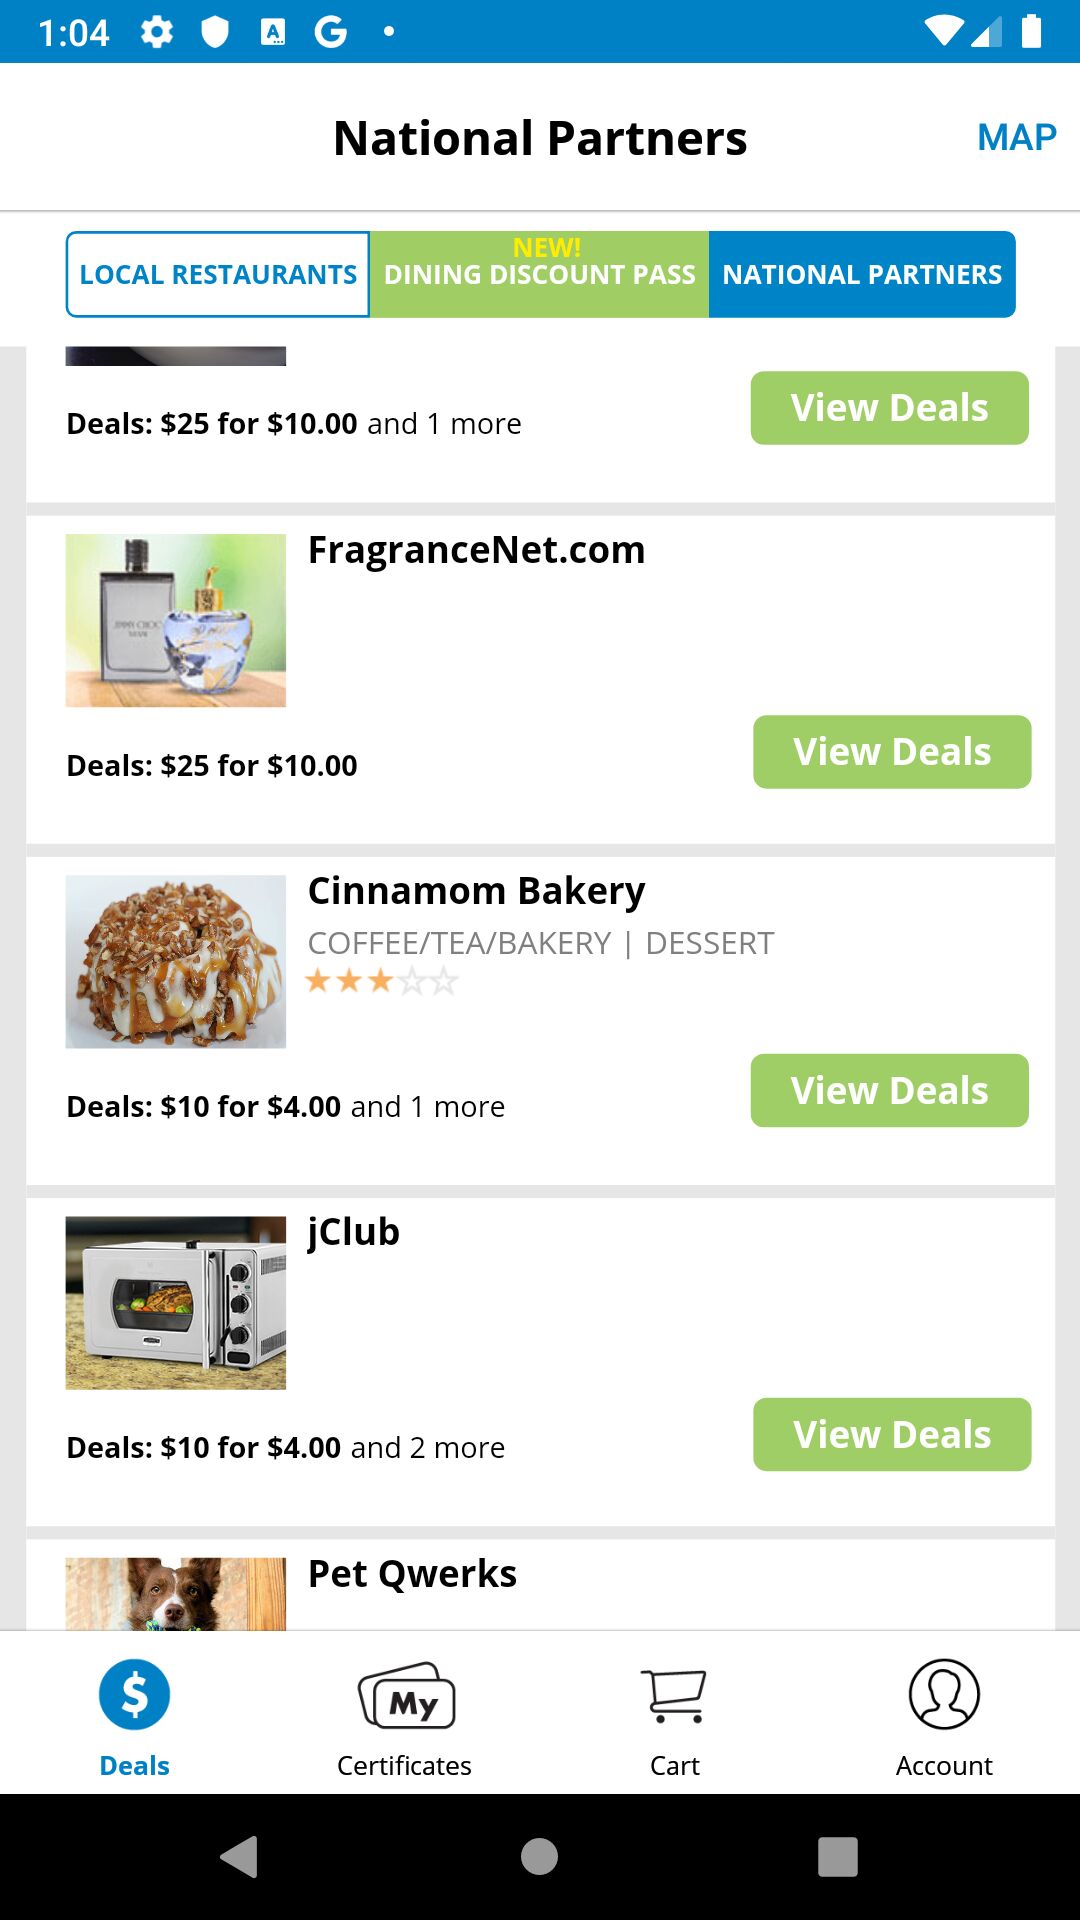 1:04
National Partners
MAP
LOCAL RESTAURANTS
NEW!
DINING DISCOUNT PASS
NATIONAL PARTNERS
Deals: $25 for $10.00 and 1 more
View Deals
FragranceNet.com
Deals: $25 for $10.00
View Deals
Cinnamom Bakery
COFFEE/TEA/BAKERY | DESSERT
Deals: $10 for $4.00 and 1 more
View Deals
jClub
Deals: $10 for $4.00 and 2 more
View Deals
Pet Qwerks
My
Deals
Certificates
Cart
Account